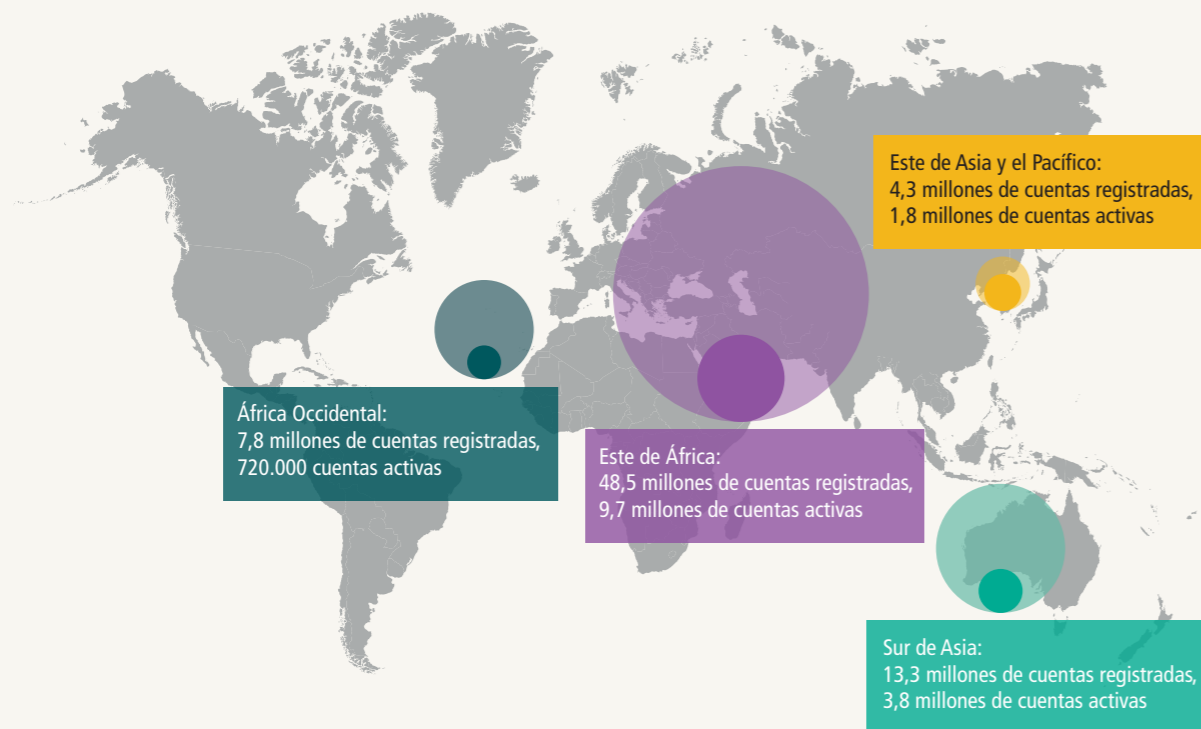 Este de Asia y el Pacífico:
4,3 millones de cuentas registradas,
1,8 millones de cuentas activas
África Occidental:
7,8 millones de cuentas registradas,
720.000 cuentas activas
Este de África:
48,5 millones de cuentas registradas,
9,7 millones de cuentas activas
Sur de Asia:
13,3 millones de cuentas registradas,
3,8 millones de cuentas activas